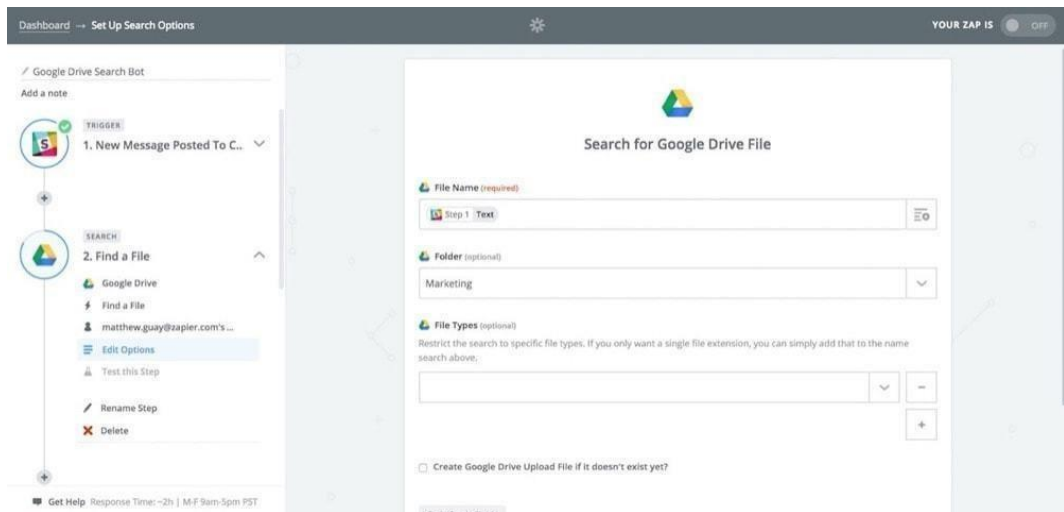 Dashboard → Set Up Search Options
YOUR ZAP IS OFF
Google Drive Search Bot
Add a note
TRIGGER
1. New Message Posted To C..
SEARCH
2. Find a File
Google Drive
Find a File
matthew.guay@zapier.com's ...
Edit Options
Test this Step
Rename Step
Delete
Get Help Response Time: ~2h | M-F 9am-5pm PST
Search for Google Drive File
File Name (required)
Step 1 Text
Folder (optional)
Marketing
File Types (optional)
Restrict the search to specific file types. If you only want a single file extension, you can simply add that to the name
search above.
Create Google Drive Upload File if it doesn't exist yet?